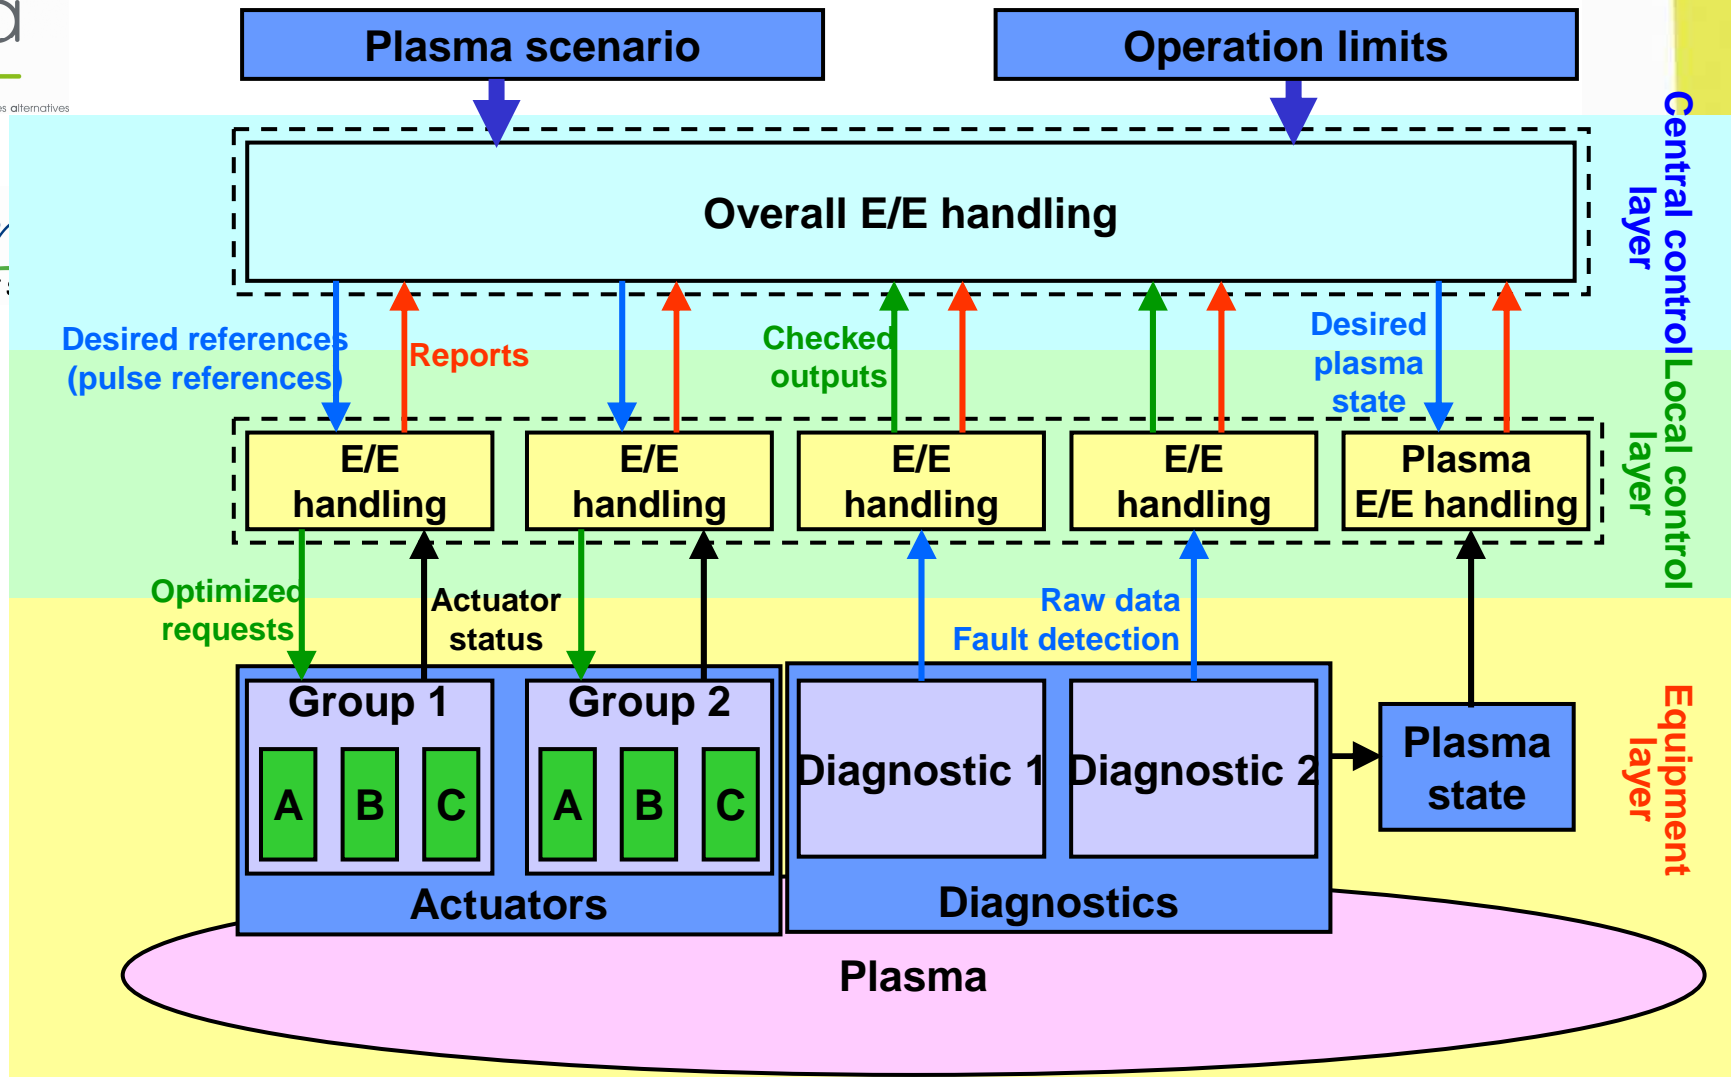 Plasma scenario
Operation limits
es alternatives
Overall E/E handling
Central control
layer
Desired references
(pulse references)
Reports
Checked
outputs
Desired
plasma
state
E/E
handling
E/E
handling
E/E
handling
E/E
handling
Plasma
E/E handling
Local control
layer
Optimized
requests
Actuator
status
Raw data
Fault detection
Group 1
A
B
C
Group 2
A
B
C
Actuators
Diagnostic 1
Diagnostic 2
Diagnostics
Plasma
state
Equipment
layer
Plasma